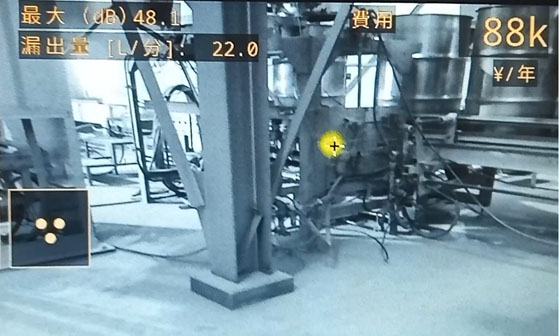 最大 (dB)48.1
漏出量 [L/分]: 22.0
費用
88k
¥/年